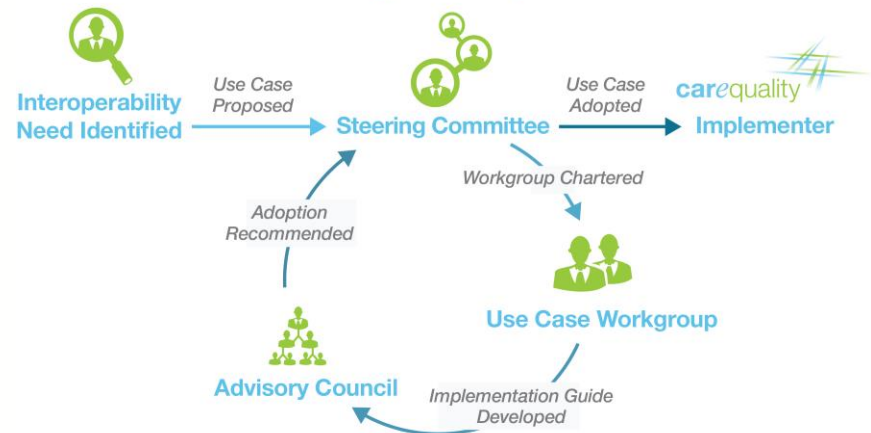 Interoperability
Need Identified
Use Case
Proposed
Steering Committee
Use Case
Adopted
carequality
Implementer
Workgroup Chartered
Adoption
Recommended
Use Case Workgroup
Advisory Council
Implementation Guide
Developed